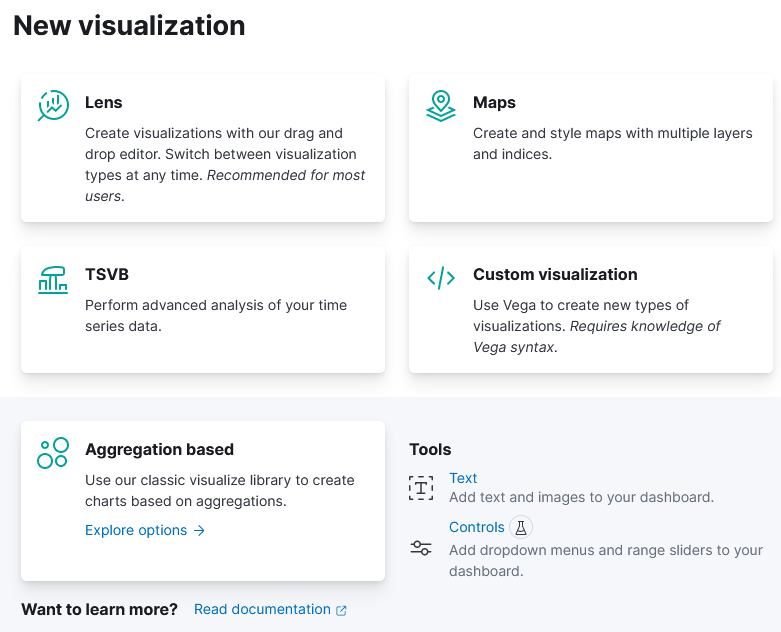 New visualization
Lens
Create visualizations with our drag and
drop editor. Switch between visualization
types at any time. Recommended for most
users.
Maps
Create and style maps with multiple layers
and indices.
TSVB
Perform advanced analysis of your time
series data.
Custom visualization
Use Vega to create new types of
visualizations. Requires knowledge of
Vega syntax.
Aggregation based
Use our classic visualize library to create
charts based on aggregations.
Explore options →
Tools
T
Text
Add text and images to your dashboard.
Controls
Add dropdown menus and range sliders to your
dashboard.
Want to learn more? Read documentation